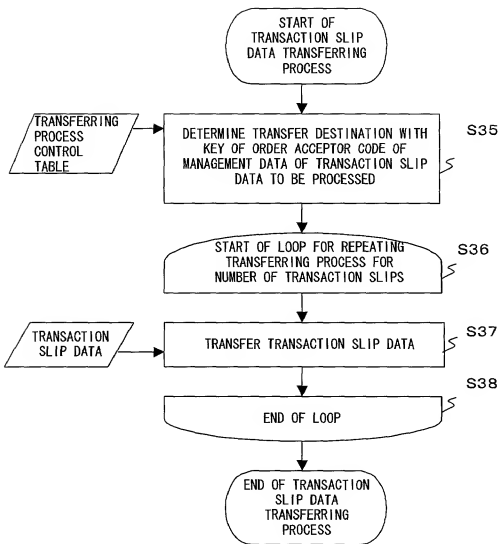 START OF
TRANSACTION SLIP
DATA TRANSFERRING
PROCESS
TRANSFERRING
PROCESS
CONTROL
TABLE
S35
DETERMINE TRANSFER DESTINATION WITH
KEY OF ORDER ACCEPTOR CODE OF
MANAGEMENT DATA OF TRANSACTION SLIP
DATA TO BE PROCESSED
S36
START OF LOOP FOR REPEATING
TRANSFERRING PROCESS FOR
NUMBER OF TRANSACTION SLIPS
TRANSACTION
SLIP DATA
S37
TRANSFER TRANSACTION SLIP DATA
S38
END OF LOOP
END OF TRANSACTION
SLIP DATA
TRANSFERRING
PROCESS